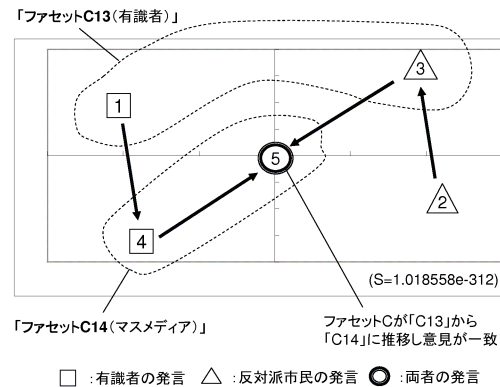 「ファセットC13(有識者)」
3
1
5
2
4
(S=1.018558e-312)
「ファセットC14(マスメディア)」
ファセットCが「C13」から
「C14」に推移し意見が一致
:有識者の発言 :反対派市民の発言 :両者の発言